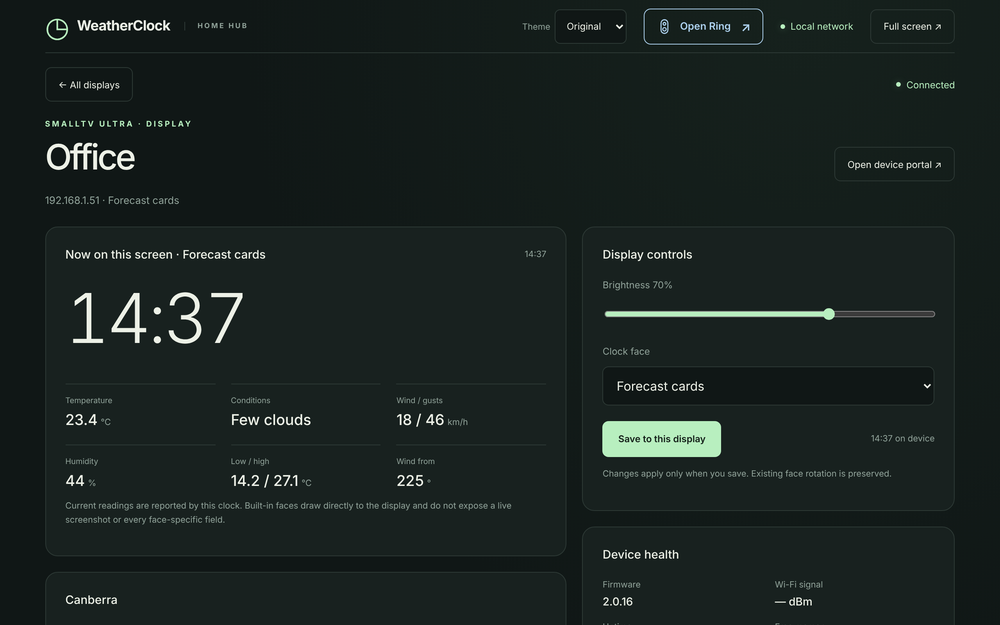 WeatherClock
HOME HUB
Theme
Original
Open Ring ↗
Local network
Full screen ↗
← All displays
Connected
SMALLTV ULTRA · DISPLAY
Office
Open device portal ↗
192.168.1.51 · Forecast cards
Now on this screen · Forecast cards
14:37
14:37
Temperature
23.4 °C
Conditions
Few clouds
Wind / gusts
18 / 46 km/h
Humidity
44 %
Low / high
14.2 / 27.1 °C
Wind from
225 °
Current readings are reported by this clock. Built-in faces draw directly to the display and do not expose a live
screenshot or every face-specific field.
Canberra
Display controls
Brightness 70%
Clock face
Forecast cards
Save to this display
14:37 on device
Changes apply only when you save. Existing face rotation is preserved.
Device health
Firmware
2.0.16
Wi-Fi signal
— dBm